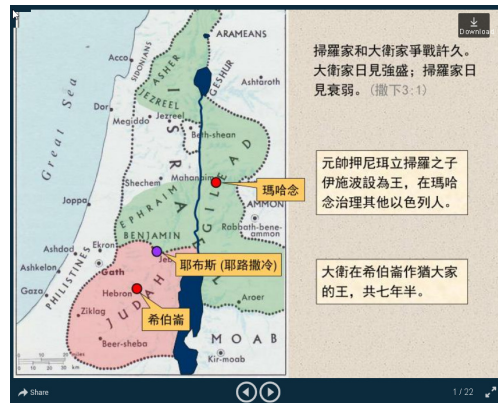 Download
掃羅家和大衛家爭戰許久。
大衛家日見強盛；掃羅家日
見衰弱。(撒下3:1)
元帥押尼珥立掃羅之子
伊施波設為王，在瑪哈
念治理其他以色列人。
大衛在希伯崙作猶大家
的王，共七年半。
ARAMEANS
SIDONIANS
Acco
ASHER
GESHUR
Ashtaroth
Great Sea
JEZREEL
Dor
Megiddo
Jezreel
Beth-shean
ISRA
GILEAD
Mahanaim
瑪哈念
Shechem
EPHRAIM
AMMON
Joppa
Rabbath-bene-
ammon
BENJAMIN
Ashdod
Ekron
耶布斯 (耶路撒冷)
Ashkelon
Gath
PHILISTINES
Gaza
Hebron
JUDAH
希伯崙
Aroer
Ziklag
Beer-sheba
MOAB
Kir-moab
Share
1 / 22